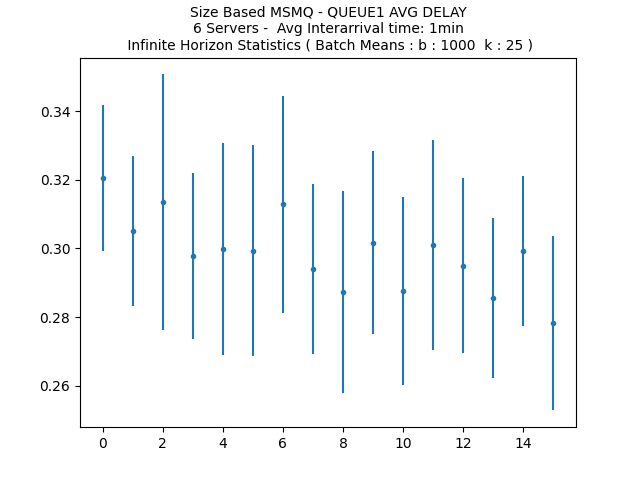 Size Based MSMQ - QUEUE1 AVG DELAY
6 Servers -  Avg Interarrival time: 1min
Infinite Horizon Statistics ( Batch Means : b : 1000  k : 25 )
0.34
0.32
0.30
0.28
0.26
0 2 4 6 8 10 12 14